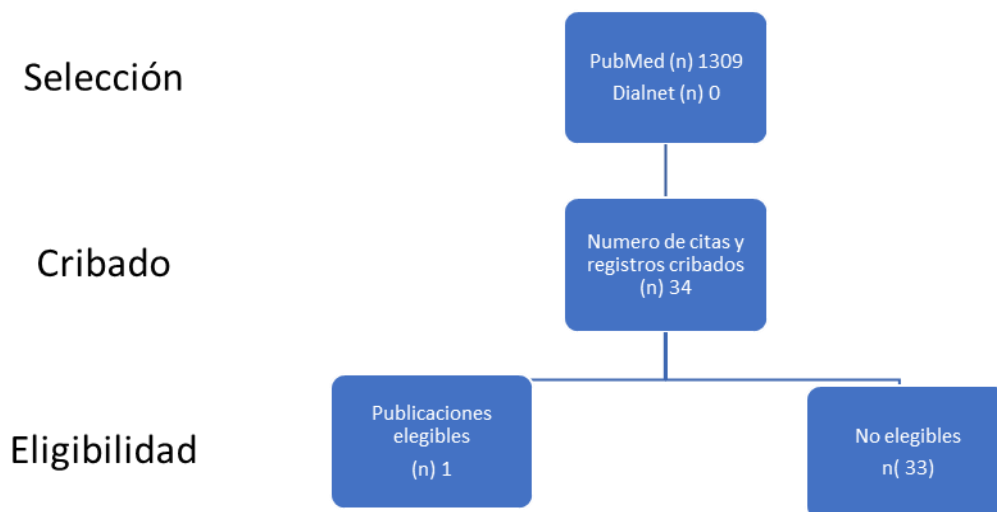 Selección
PubMed (n) 1309
Dialnet (n) 0
Cribado
Numero de citas y
registros cribados
(n) 34
Eligibilidad
Publicaciones
elegibles
(n) 1
No elegibles
n( 33)